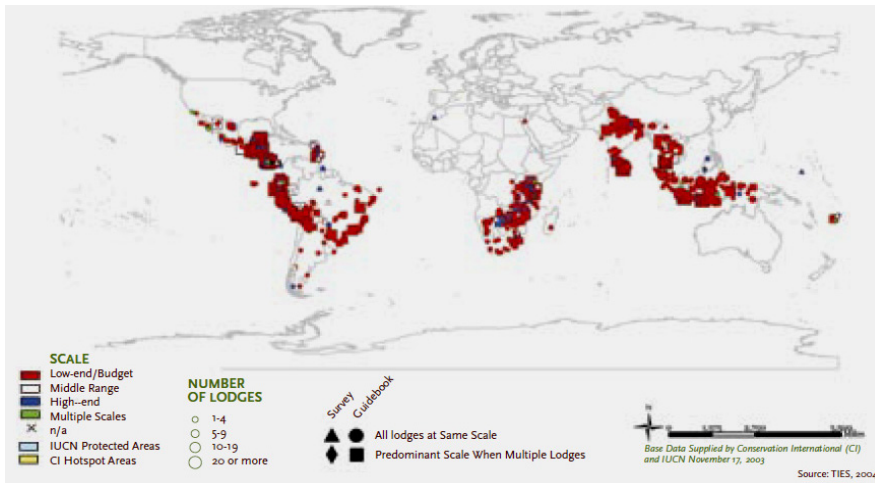 SCALE
Low-end/Budget
Middle Range
High--end
Multiple Scales
n/a
IUCN Protected Areas
CI Hotspot Areas
NUMBER
OF LODGES
1-4
5-9
10-19
20 or more
Survey
Guidebook
All lodges at Same Scale
Predominant Scale When Multiple Lodges
N
0
Base Data Supplied by Conservation International (CI)
and IUCN November 17, 2003
Source: TIES, 2004